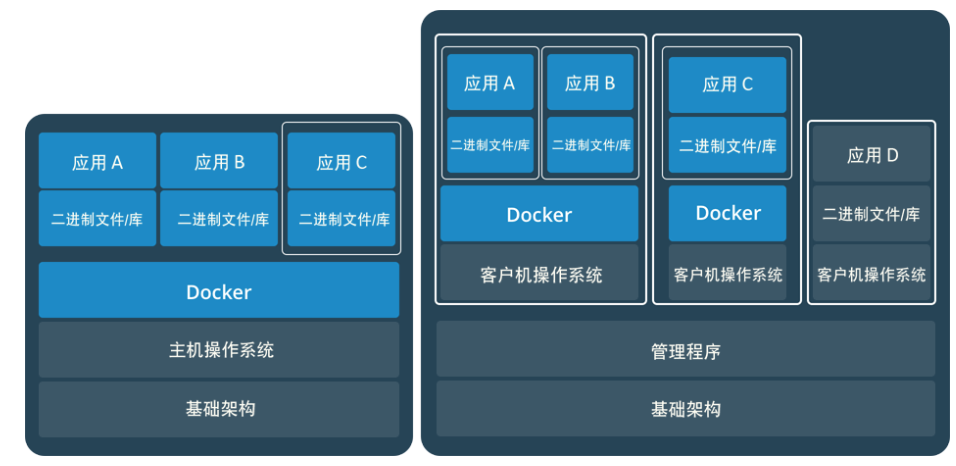 应用 A
应用 B
应用 C
二进制文件/库
二进制文件/库
二进制文件/库
Docker
主机操作系统
基础架构
应用 A
应用 B
二进制文件/库
二进制文件/库
Docker
客户机操作系统
应用 C
二进制文件/库
Docker
客户机操作系统
应用 D
二进制文件/库
客户机操作系统
管理程序
基础架构